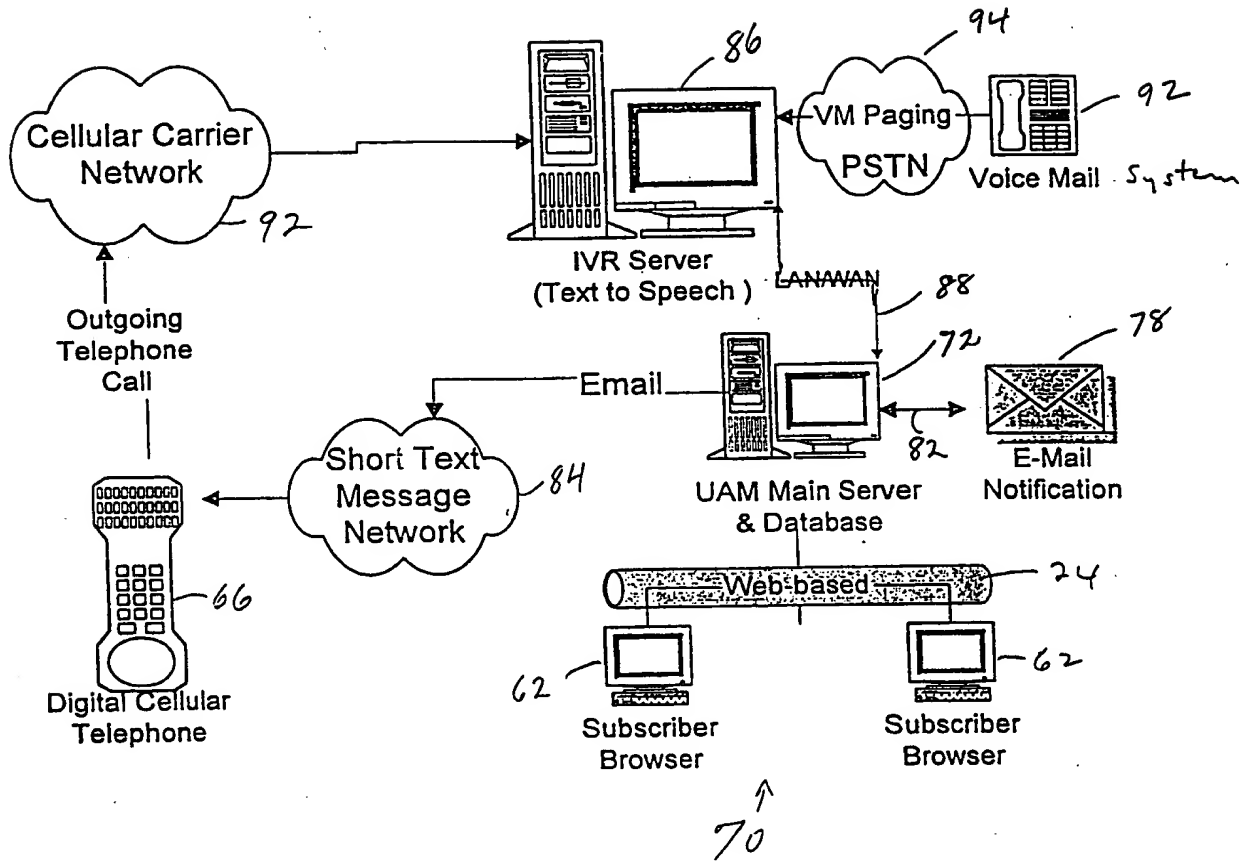 94
86
Cellular Carrier
Network
92
VM Paging
PSTN
92
Voice Mail System
IVR Server
(Text to Speech )
LANWAN
88
Outgoing
Telephone
Call
72
78
Email
82
E-Mail
Notification
Short Text
Message
Network
84
UAM Main Server
& Database
66
Web-based
24
62
62
Digital Cellular
Telephone
Subscriber
Browser
Subscriber
Browser
70